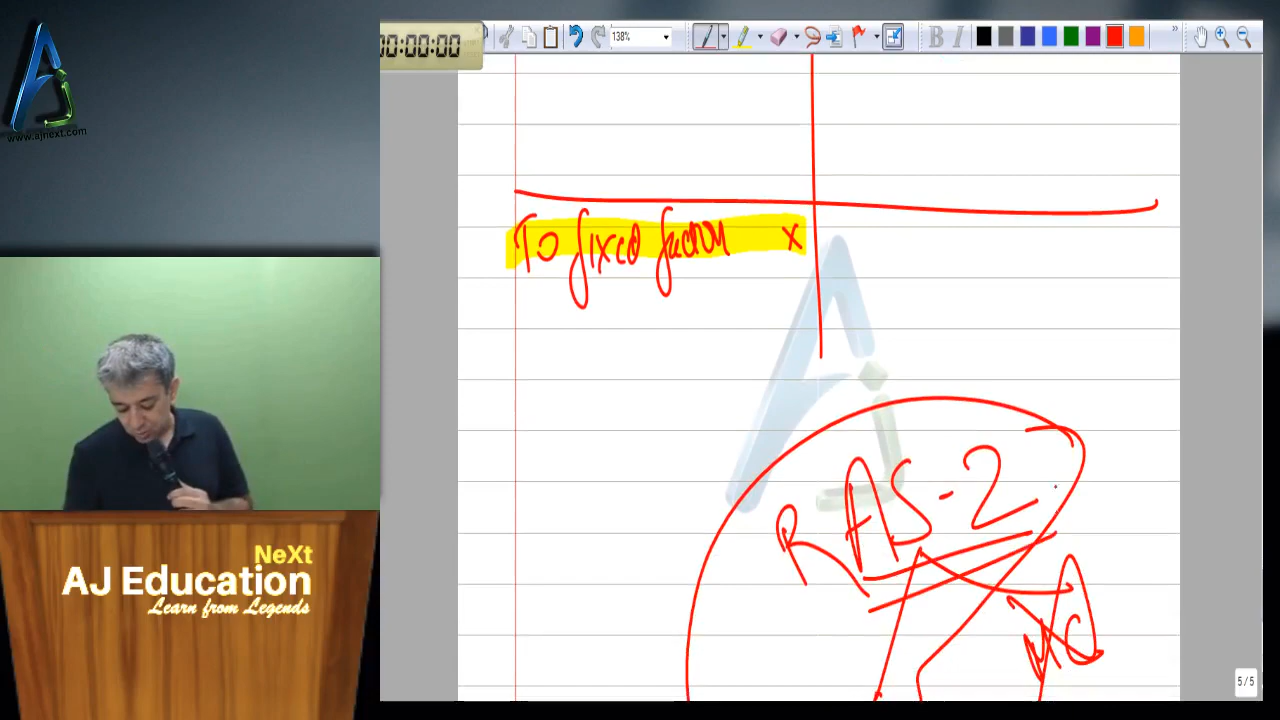 00:00:00
138%
www.ajnext.com
To fixed factory x
RAS-2
NeXt
AJ Education
Learn from Legends
5/5